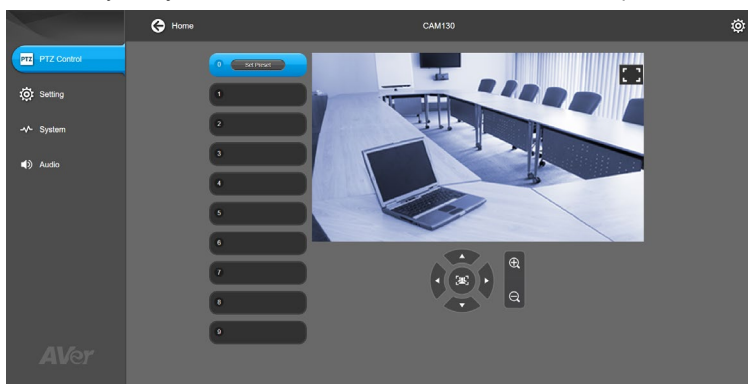 Home
CAM130
PTZ PTZ Control
Setting
System
Audio
0 Set Preset
1
2
3
4
5
6
7
8
9
AVer